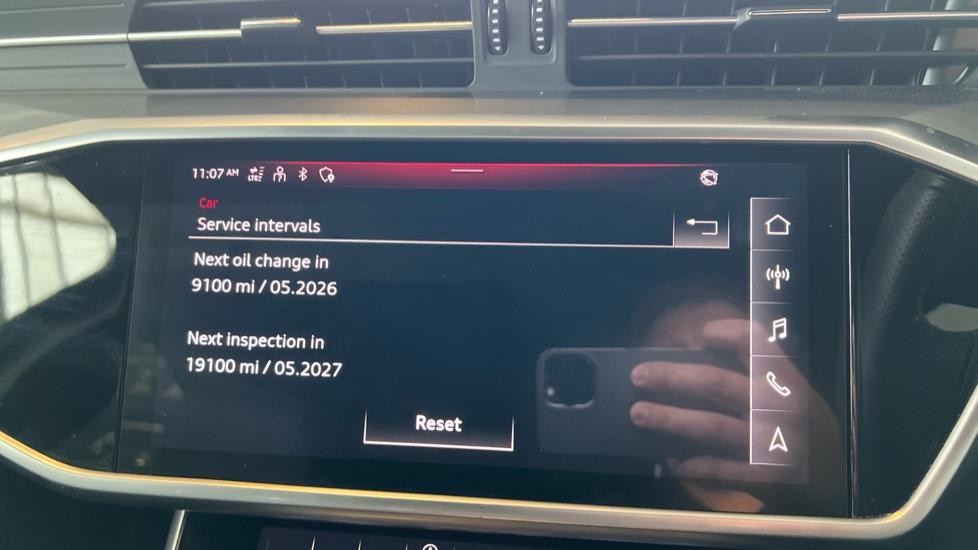 11:07 AM LTE
Car
Service intervals
Next oil change in
9100 mi / 05.2026
Next inspection in
19100 mi / 05.2027
Reset